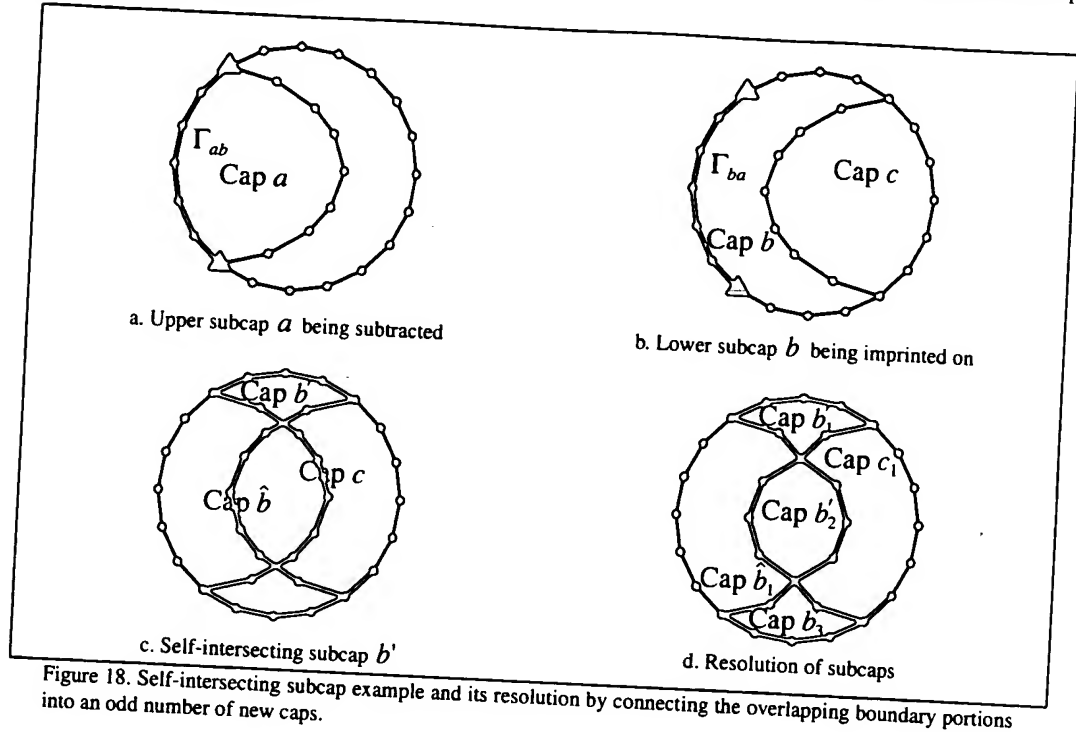 Γab
Cap a
a. Upper subcap a being subtracted
Γba
Cap c
Cap b
b. Lower subcap b being imprinted on
Cap b'
Cap c
Cap b̂
c. Self-intersecting subcap b'
Cap b'1
Cap c1
Cap b'2
Cap b̂1
Cap b3
d. Resolution of subcaps
Figure 18. Self-intersecting subcap example and its resolution by connecting the overlapping boundary portions
into an odd number of new caps.